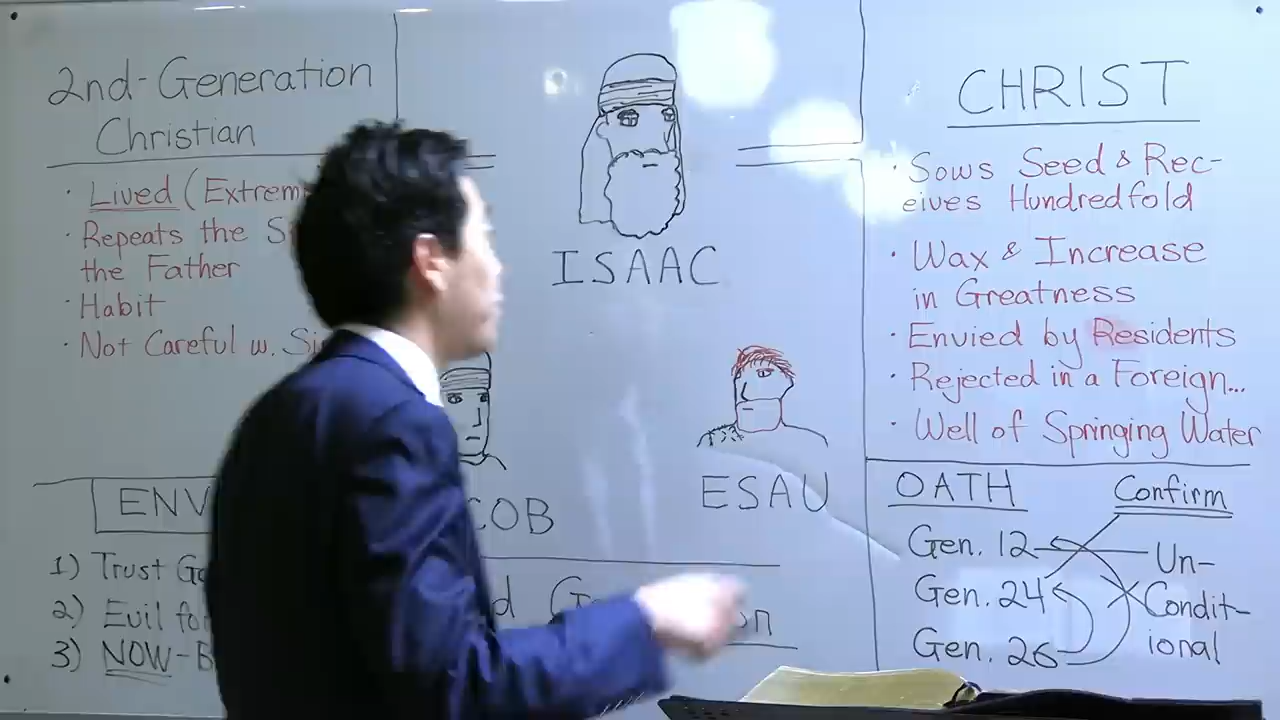 2nd-Generation
Christian
· Lived (Extrem
· Repeats the
the Father
· Habit
· Not Careful w.
ISAAC
COB
ESAU
ENV
1) Trust
2) Evil
3) NOW-B
CHRIST
· Sows Seed & Rec-
eives Hundredfold
· Wax & Increase
in Greatness
· Envied by Residents
· Rejected in a Foreign...
· Well of Springing Water
OATH
Confirm
Gen. 12
Gen. 24
Gen. 26
Un-
Condit-
ional